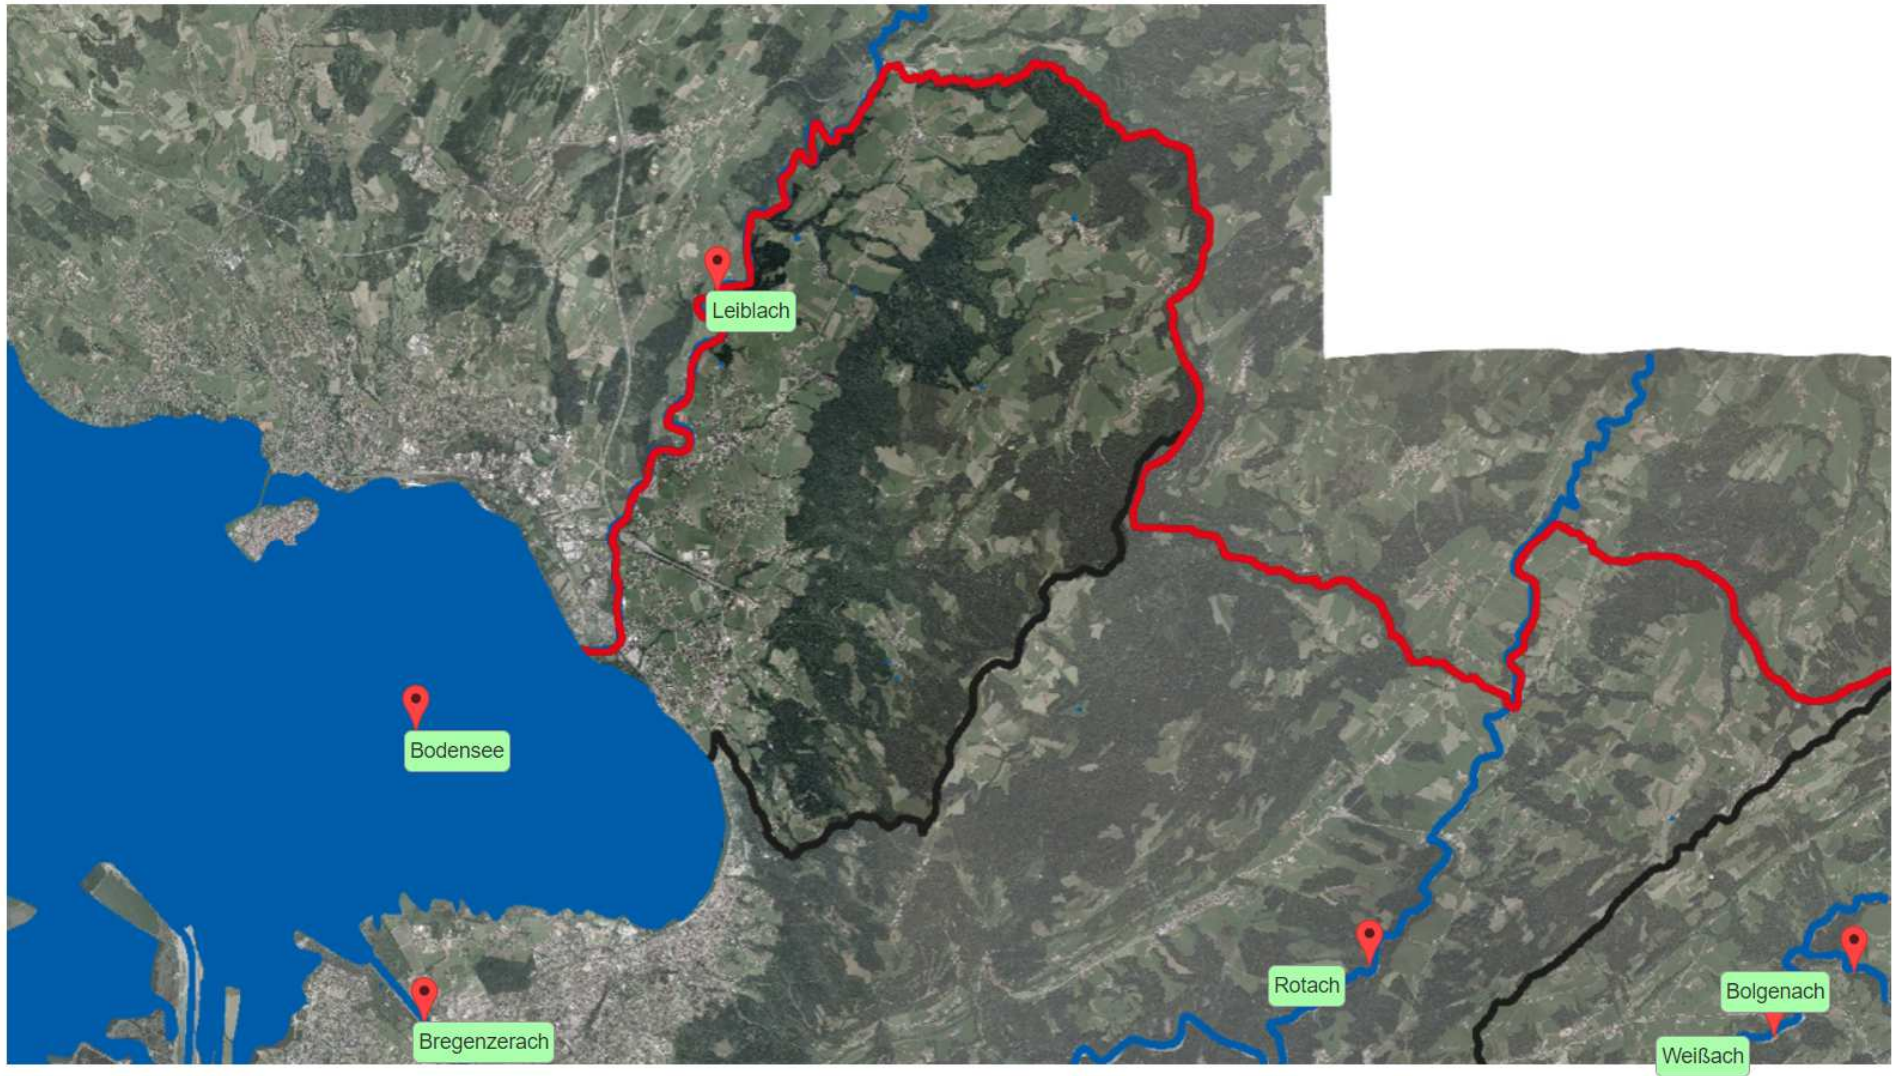 Leiblach
Bodensee
Rotach
Bolgenach
Bregenzerach
Weißach